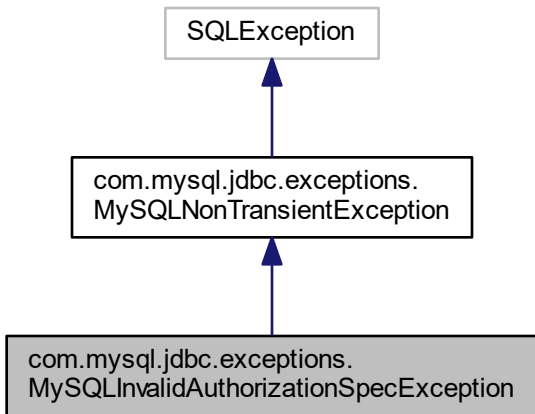 SQLException
com.mysql.jdbc.exceptions.
MySQLNonTransientException
com.mysql.jdbc.exceptions.
MySQLInvalidAuthorizationSpecException